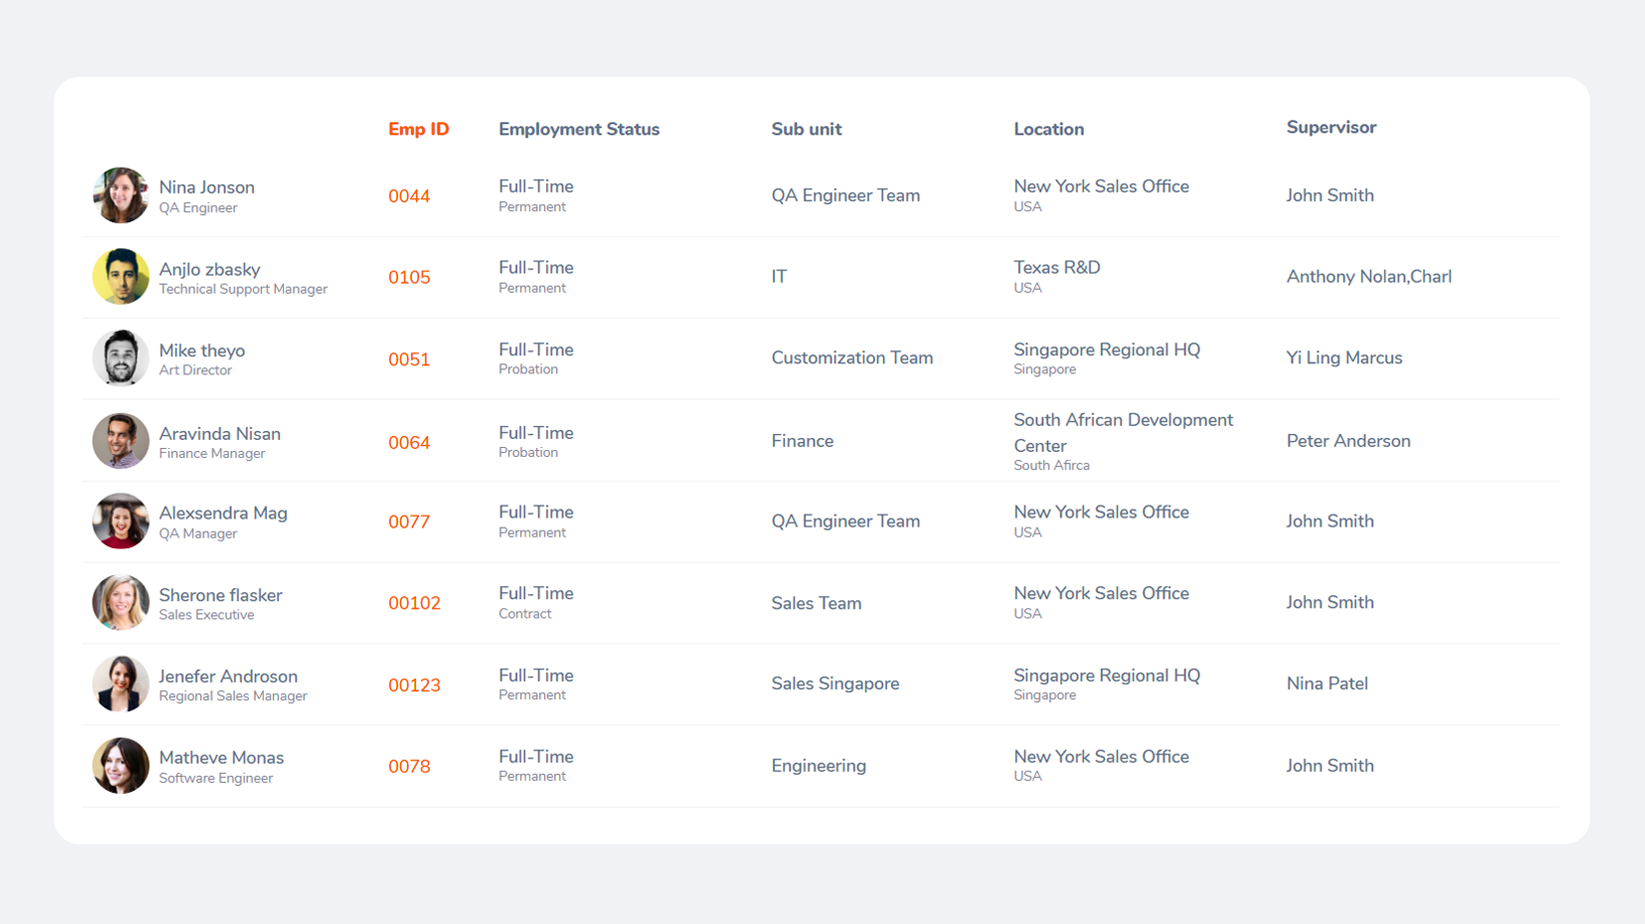 Emp ID Employment Status Sub unit Location Supervisor
Nina Jonson
QA Engineer
0044
Full-Time
Permanent
QA Engineer Team
New York Sales Office
USA
John Smith
Anjlo zbasky
Technical Support Manager
0105
Full-Time
Permanent
IT
Texas R&D
USA
Anthony Nolan,Charl
Mike theyo
Art Director
0051
Full-Time
Probation
Customization Team
Singapore Regional HQ
Singapore
Yi Ling Marcus
Aravinda Nisan
Finance Manager
0064
Full-Time
Probation
Finance
South African Development
Center
South Afirca
Peter Anderson
Alexsendra Mag
QA Manager
0077
Full-Time
Permanent
QA Engineer Team
New York Sales Office
USA
John Smith
Sherone flasker
Sales Executive
00102
Full-Time
Contract
Sales Team
New York Sales Office
USA
John Smith
Jenefer Androson
Regional Sales Manager
00123
Full-Time
Permanent
Sales Singapore
Singapore Regional HQ
Singapore
Nina Patel
Matheve Monas
Software Engineer
0078
Full-Time
Permanent
Engineering
New York Sales Office
USA
John Smith